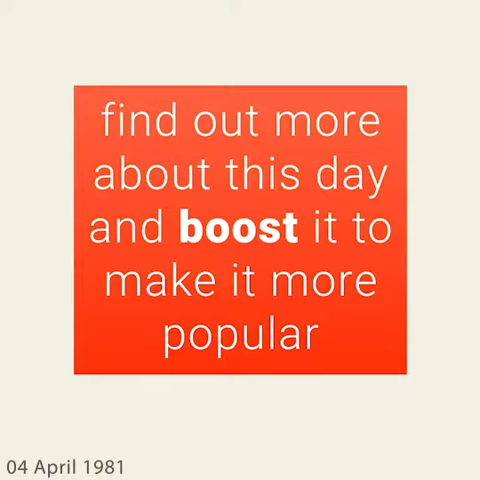 find out more
about this day
and boost it to
make it more
popular
04 April 1981